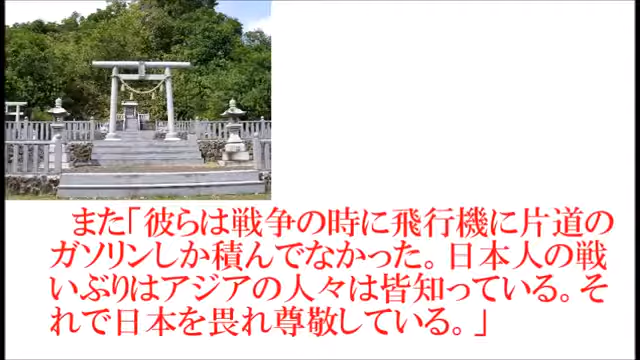 また「彼らは戦争の時に飛行機に片道の
ガソリンしか積んでなかった。日本人の戦
いぶりはアジアの人々は皆知っている。そ
れで日本を畏れ尊敬している。」